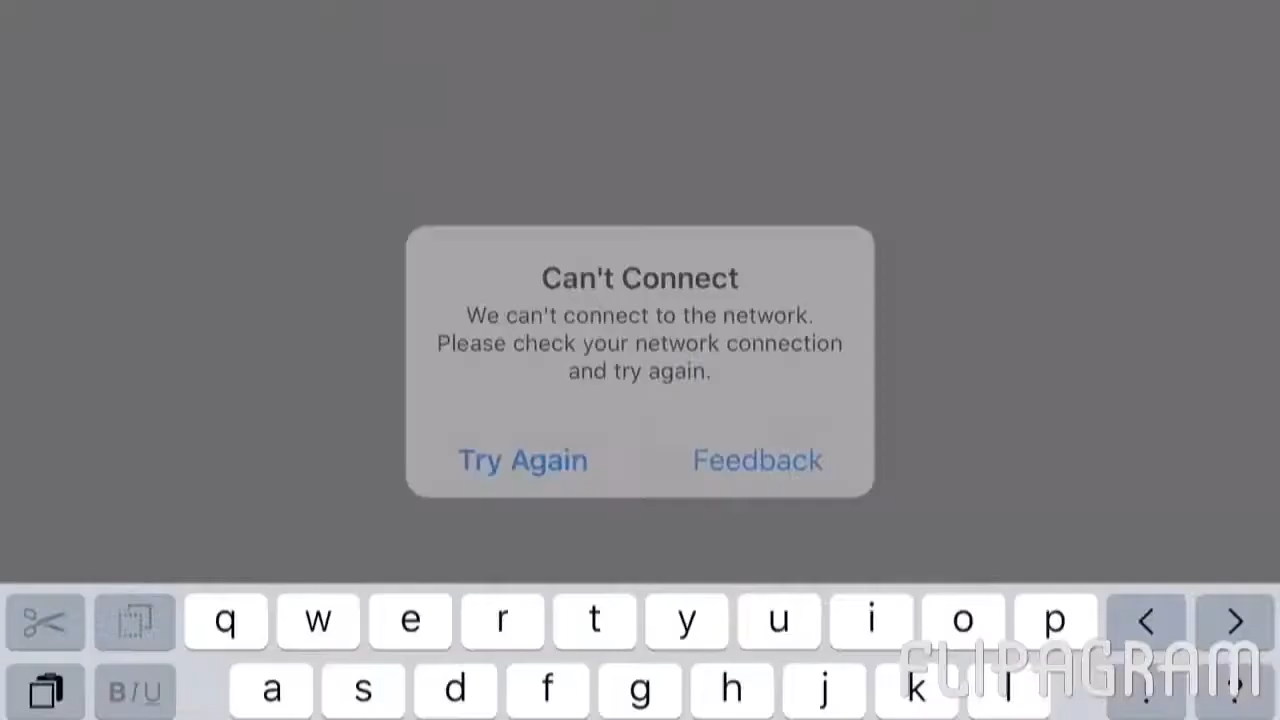 Can't Connect
We can't connect to the network.
Please check your network connection
and try again.
Try Again Feedback
q w e r t y u i o p < >
B/U a s d f g h j k l ! ?
FLIPAGRAM